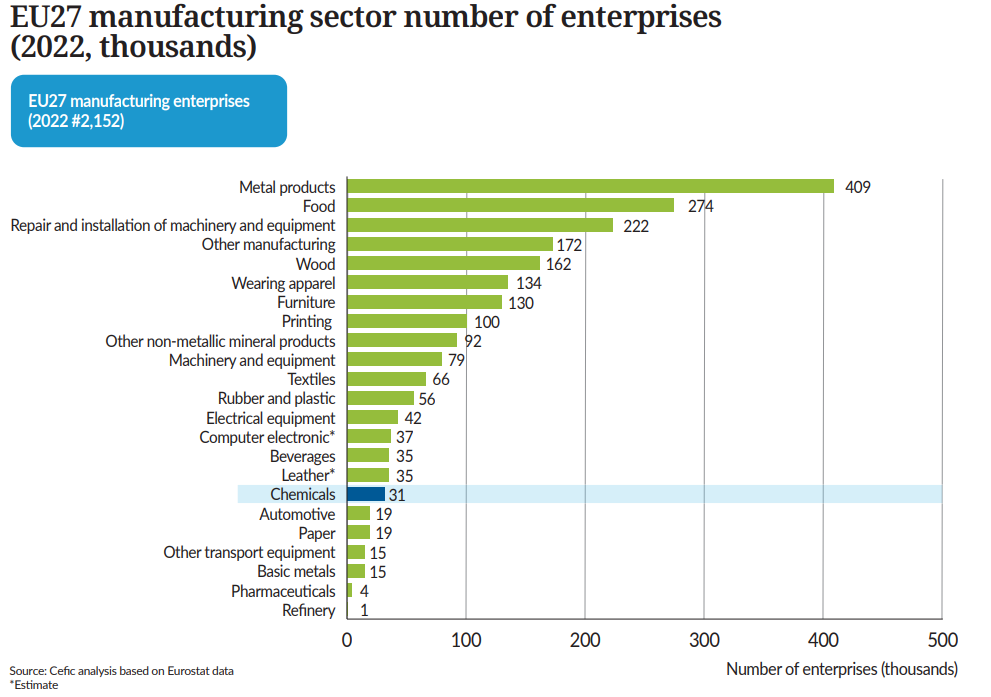 EU27 manufacturing sector number of enterprises
(2022, thousands)
EU27 manufacturing enterprises
(2022 #2,152)
Metal products 409
Food 274
Repair and installation of machinery and equipment 222
Other manufacturing 172
Wood 162
Wearing apparel 134
Furniture 130
Printing 100
Other non-metallic mineral products 92
Machinery and equipment 79
Textiles 66
Rubber and plastic 56
Electrical equipment 42
Computer electronic* 37
Beverages 35
Leather* 35
Chemicals 31
Automotive 19
Paper 19
Other transport equipment 15
Basic metals 15
Pharmaceuticals 4
Refinery 1
0 100 200 300 400 500
Number of enterprises (thousands)
Source: Cefic analysis based on Eurostat data
*Estimate